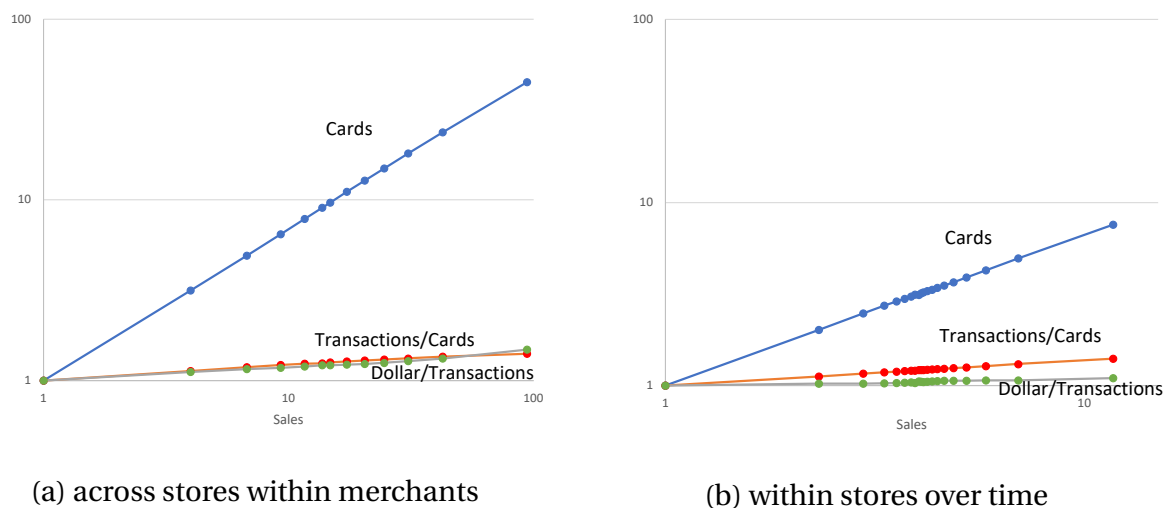 100
Cards
10
Transactions/Cards
Dollar/Transactions
1
1
10
100
Sales
(a) across stores within merchants
100
10
Cards
Transactions/Cards
Dollar/Transactions
1
1
10
Sales
(b) within stores over time